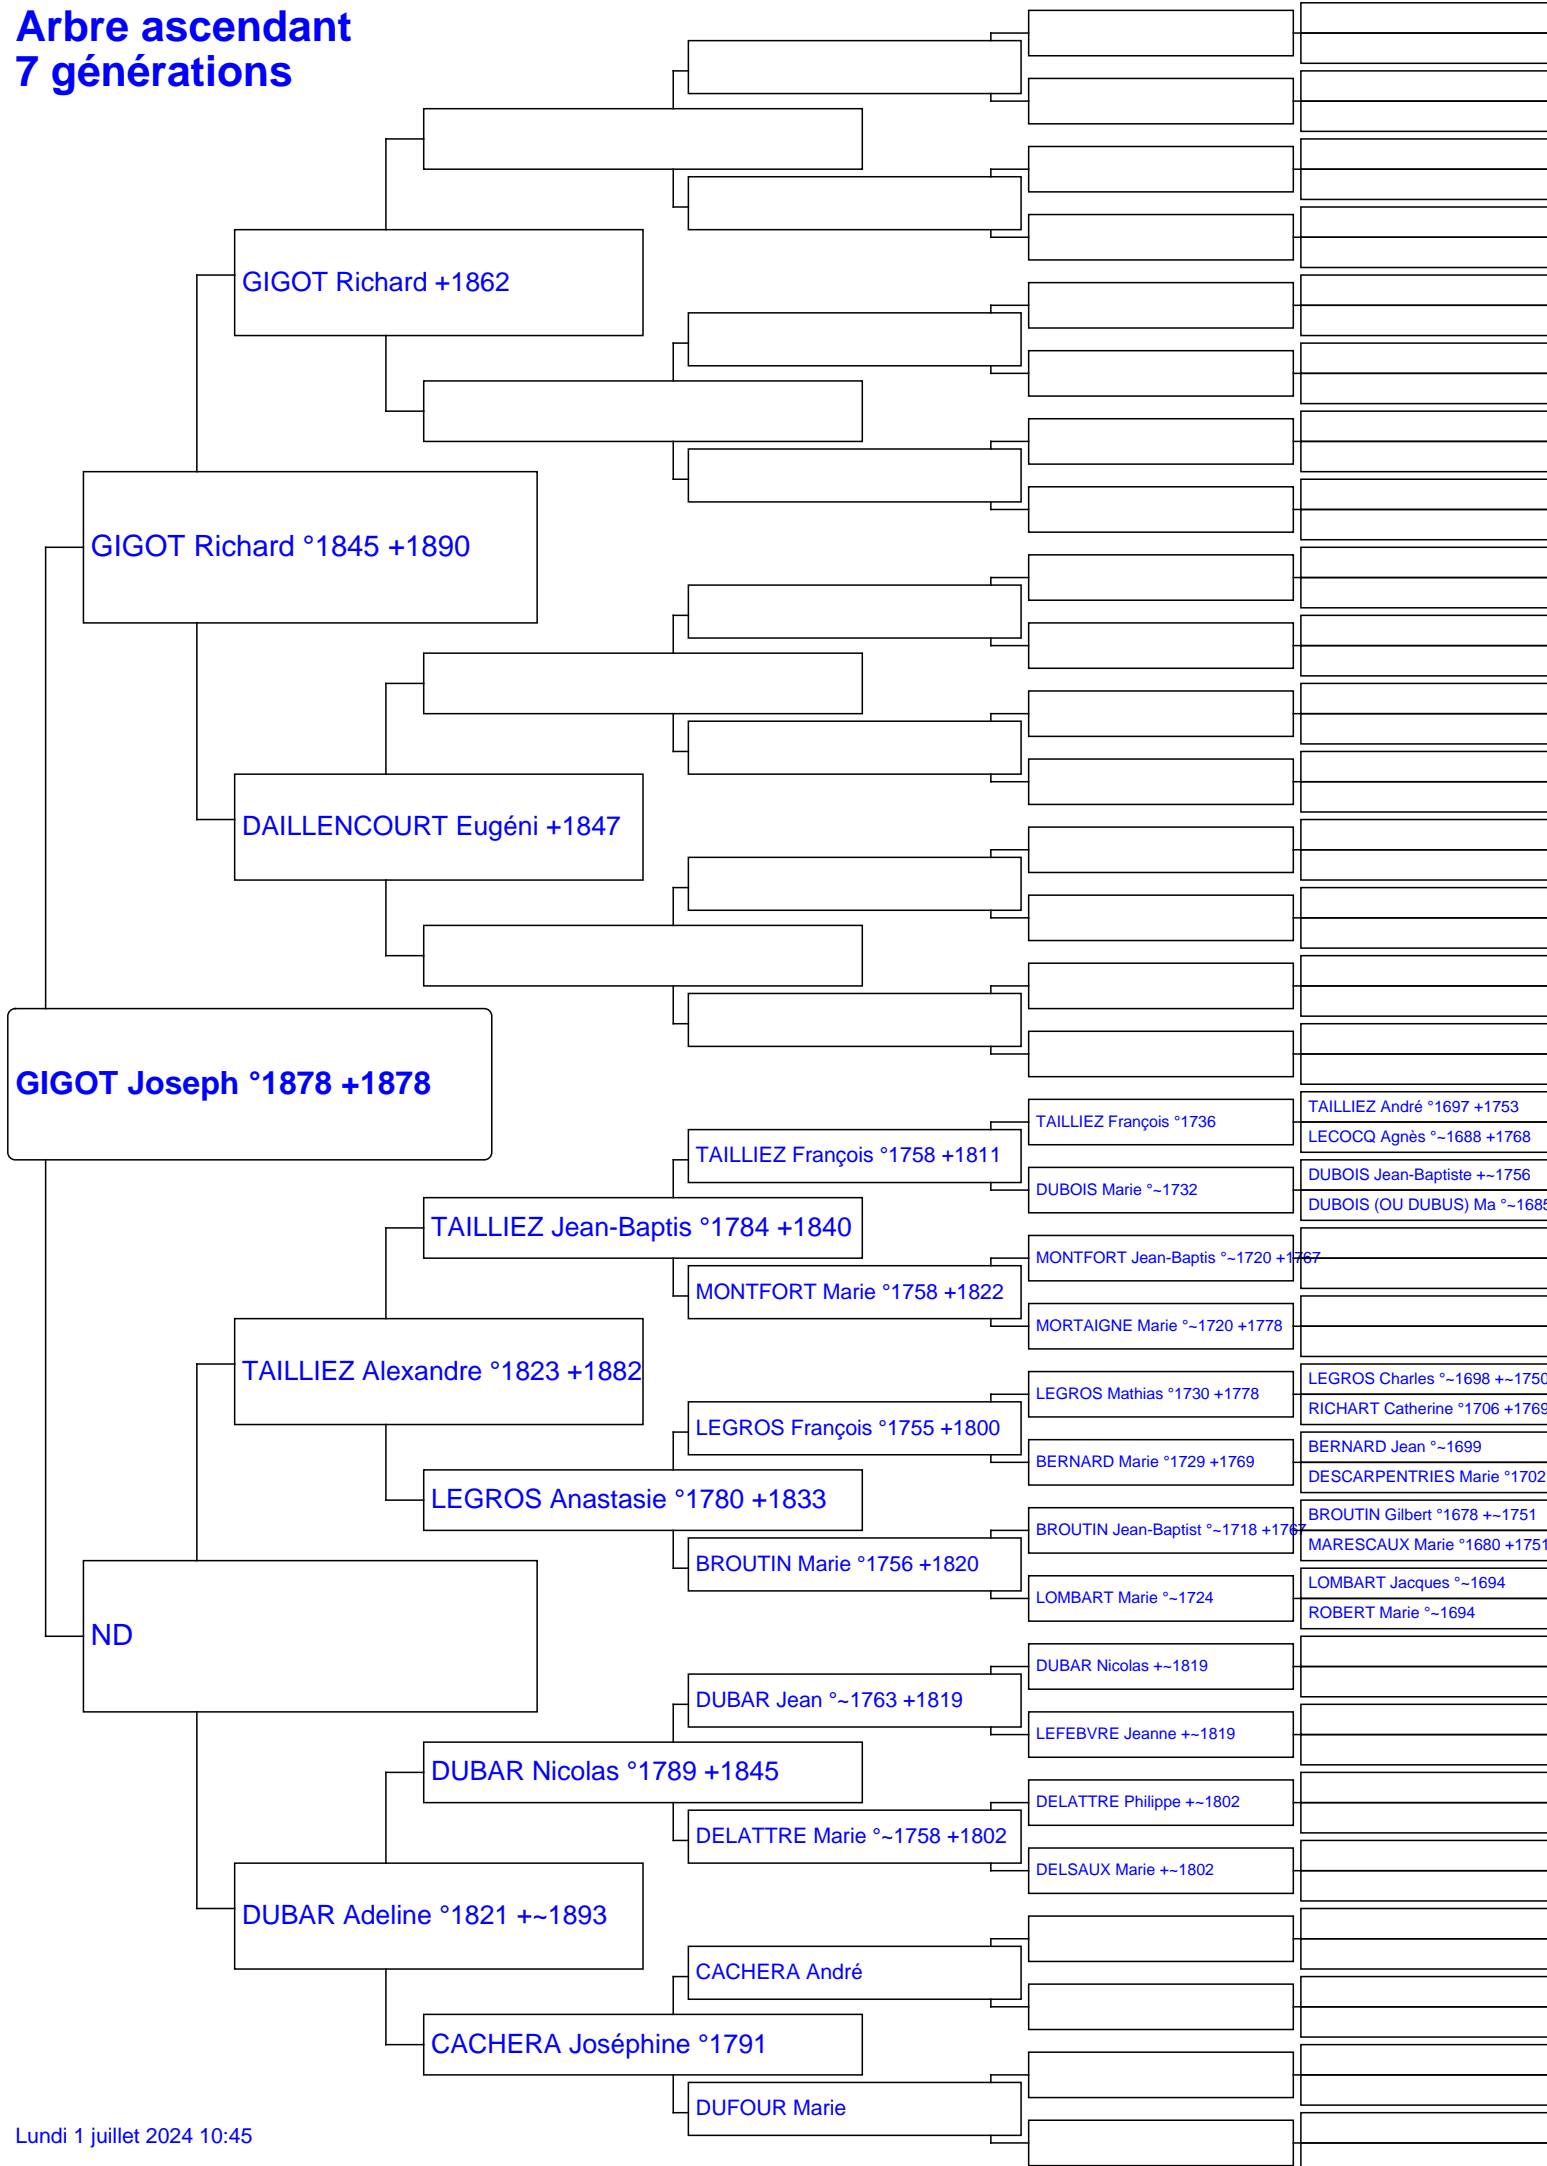 Arbre ascendant
7 générations
GIGOT Richard +1862
GIGOT Richard °1845 +1890
DAILLENCOURT Eugéni +1847
GIGOT Joseph °1878 +1878
TAILLIEZ André °1697 +1753
TAILLIEZ François °1736
LECOCQ Agnès °~1688 +1768
TAILLIEZ François °1758 +1811
DUBOIS Jean-Baptiste +~1756
DUBOIS Marie °~1732
DUBOIS (OU DUBUS) Ma °~1685
TAILLIEZ Jean-Baptis °1784 +1840
MONTFORT Jean-Baptis °~1720 +1767
MONTFORT Marie °1758 +1822
MORTAIGNE Marie °~1720 +1778
TAILLIEZ Alexandre °1823 +1882
LEGROS Charles °~1698 +~1750
LEGROS Mathias °1730 +1778
RICHART Catherine °1706 +1769
LEGROS François °1755 +1800
BERNARD Jean °~1699
BERNARD Marie °1729 +1769
DESCARPENTRIES Marie °1702
LEGROS Anastasie °1780 +1833
BROUTIN Gilbert °1678 +~1751
BROUTIN Jean-Baptist °~1718 +1767
MARESCAUX Marie °1680 +1751
BROUTIN Marie °1756 +1820
LOMBART Jacques °~1694
LOMBART Marie °~1724
ROBERT Marie °~1694
ND
DUBAR Nicolas +~1819
DUBAR Jean °~1763 +1819
LEFEBVRE Jeanne +~1819
DUBAR Nicolas °1789 +1845
DELATTRE Philippe +~1802
DELATTRE Marie °~1758 +1802
DELSAUX Marie +~1802
DUBAR Adeline °1821 +~1893
CACHERA André
CACHERA Joséphine °1791
DUFOUR Marie
Lundi 1 juillet 2024 10:45